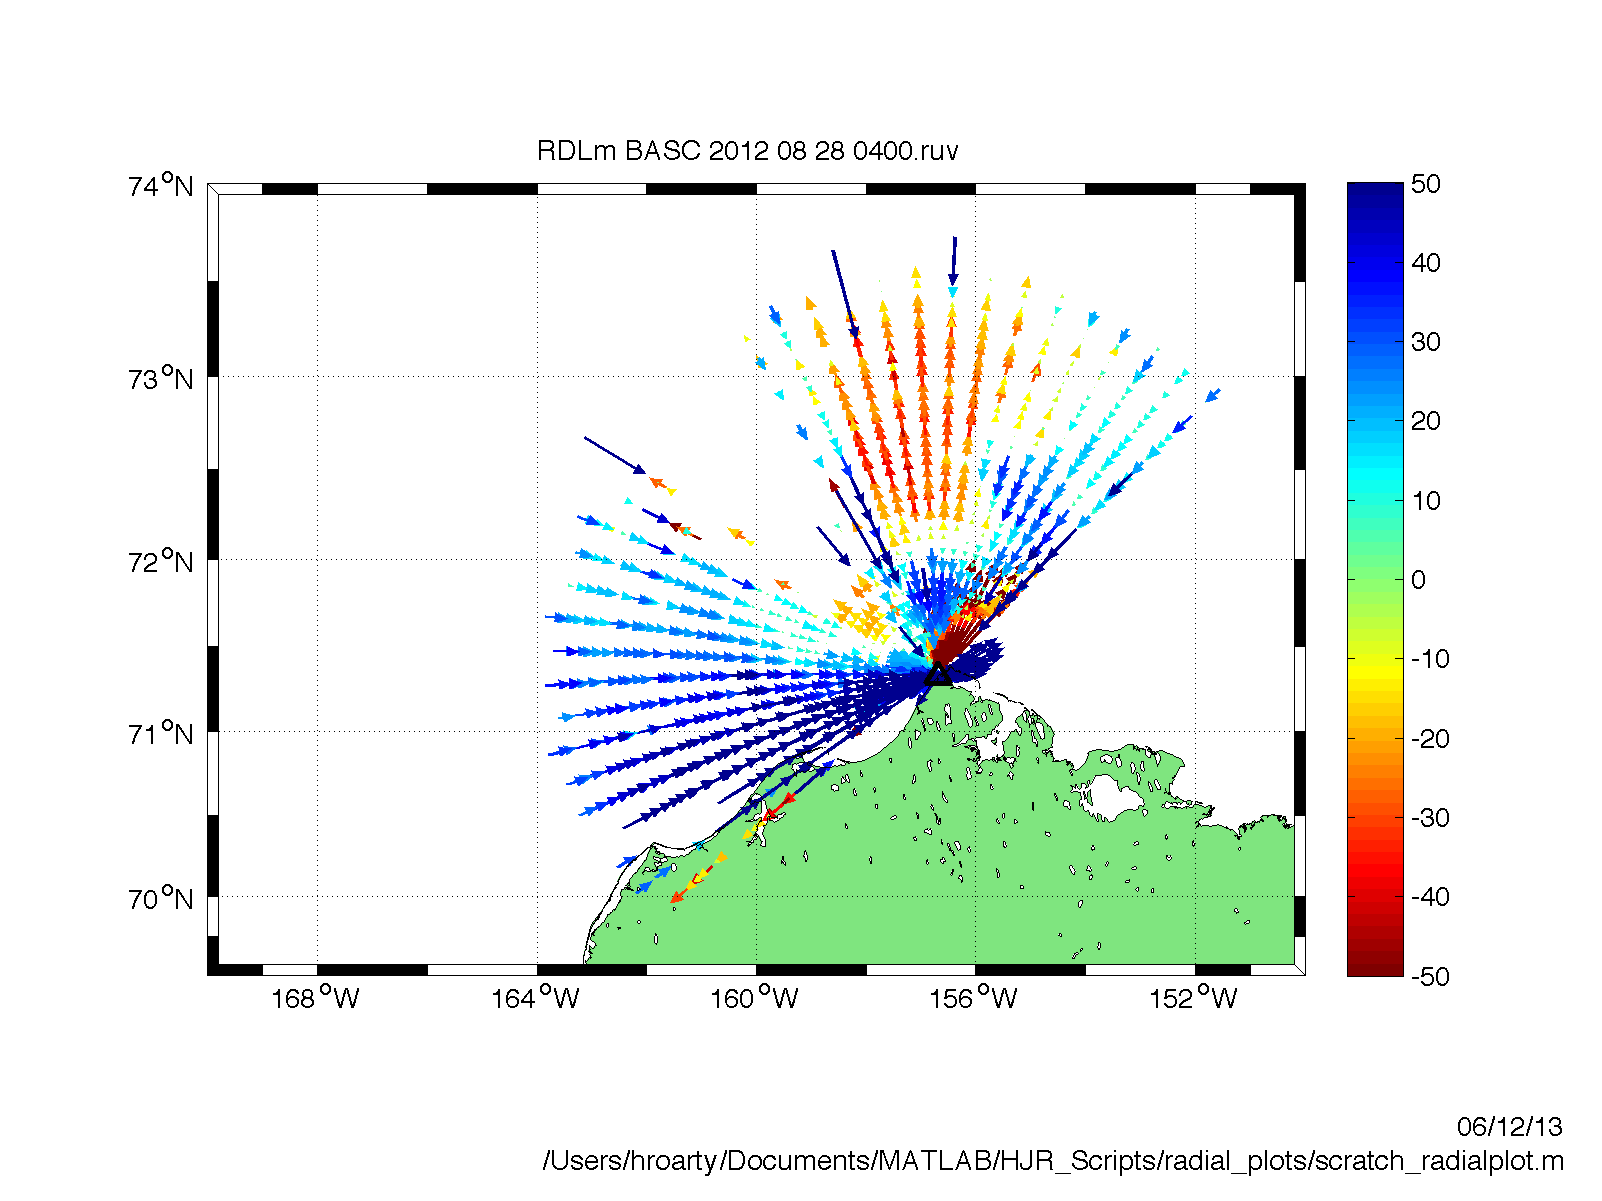 RDLm BASC 2012 08 28 0400.ruv
74°N
73°N
72°N
71°N
70°N
168°W
164°W
160°W
156°W
152°W
50
40
30
20
10
0
-10
-20
-30
-40
-50
06/12/13
/Users/hroarty/Documents/MATLAB/HJR_Scripts/radial_plots/scratch_radialplot.m